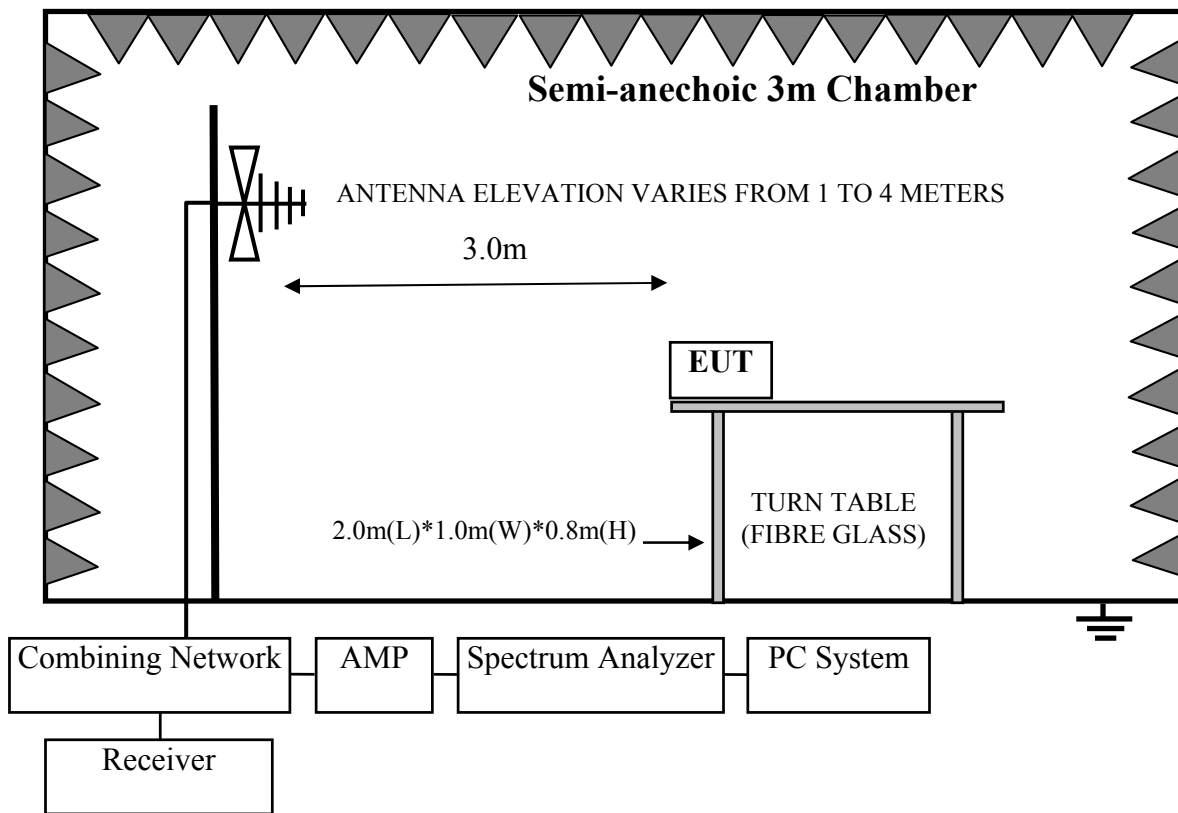 Semi-anechoic 3m Chamber
ANTENNA ELEVATION VARIES FROM 1 TO 4 METERS
3.0m
EUT
2.0m(L)*1.0m(W)*0.8m(H)
TURN TABLE
(FIBRE GLASS)
Combining Network
AMP
Spectrum Analyzer
PC System
Receiver